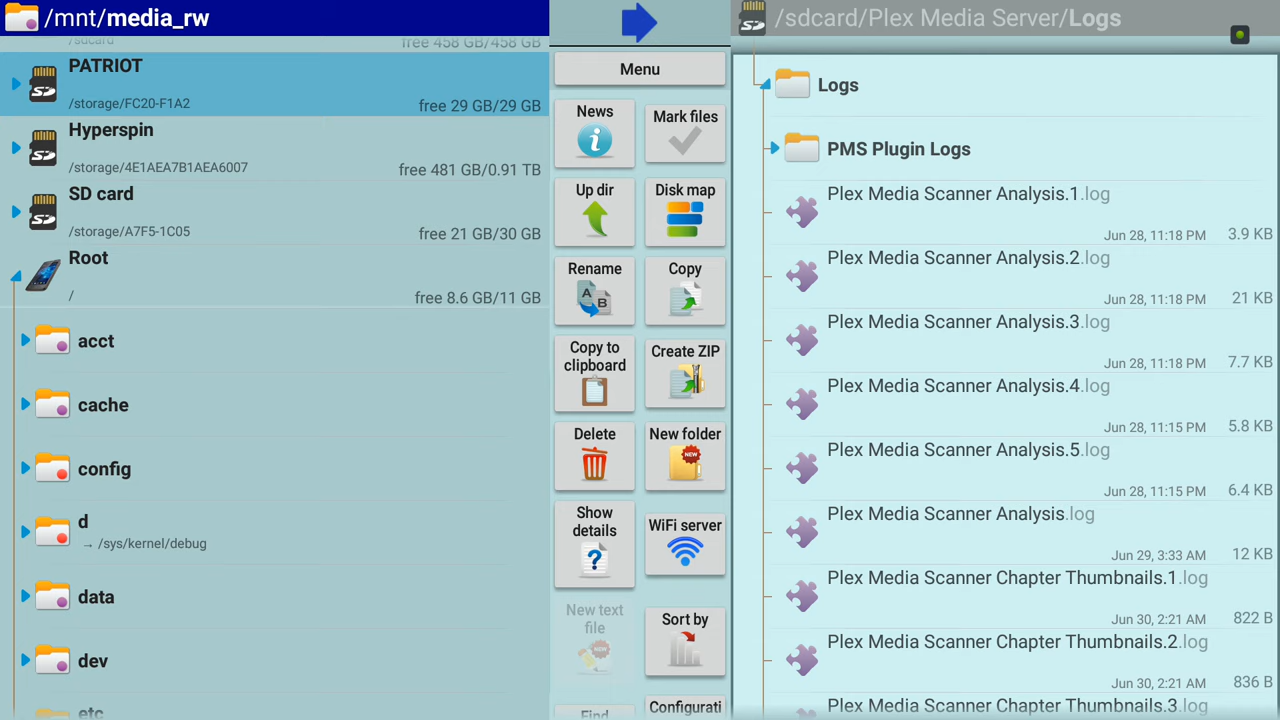 /mnt/media_rw
/sdcard
free 458 GB/458 GB
PATRIOT
/storage/FC20-F1A2
free 29 GB/29 GB
Hyperspin
/storage/4E1AEA7B1AEA6007
free 481 GB/0.91 TB
SD card
/storage/A7F5-1C05
free 21 GB/30 GB
Root
/
free 8.6 GB/11 GB
acct
cache
config
d
→ /sys/kernel/debug
data
dev
etc
Menu
News
Mark files
Up dir
Disk map
Rename
Copy
Copy to
clipboard
Create ZIP
Delete
New folder
Show
details
WiFi server
New text
file
Sort by
Find
Configurati
/sdcard/Plex Media Server/Logs
Logs
PMS Plugin Logs
Plex Media Scanner Analysis.1.log
Jun 28, 11:18 PM 3.9 KB
Plex Media Scanner Analysis.2.log
Jun 28, 11:18 PM 21 KB
Plex Media Scanner Analysis.3.log
Jun 28, 11:18 PM 7.7 KB
Plex Media Scanner Analysis.4.log
Jun 28, 11:15 PM 5.8 KB
Plex Media Scanner Analysis.5.log
Jun 28, 11:15 PM 6.4 KB
Plex Media Scanner Analysis.log
Jun 29, 3:33 AM 12 KB
Plex Media Scanner Chapter Thumbnails.1.log
Jun 30, 2:21 AM 822 B
Plex Media Scanner Chapter Thumbnails.2.log
Jun 30, 2:21 AM 836 B
Plex Media Scanner Chapter Thumbnails.3.log